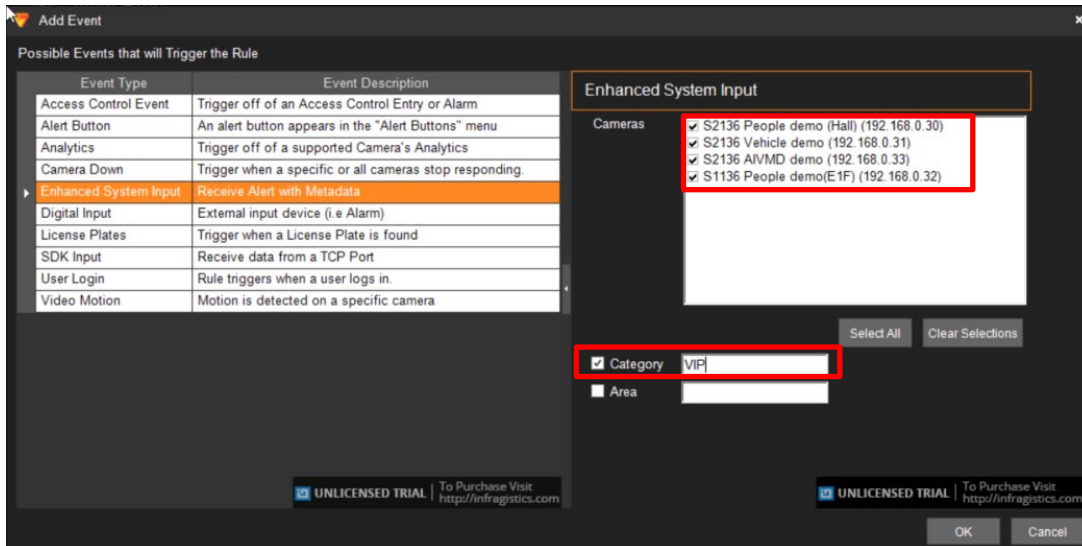 Add Event
Possible Events that will Trigger the Rule
Event Type Event Description
Access Control Event Trigger off of an Access Control Entry or Alarm
Alert Button An alert button appears in the "Alert Buttons" menu
Analytics Trigger off of a supported Camera's Analytics
Camera Down Trigger when a specific or all cameras stop responding.
Enhanced System Input Receive Alert with Metadata
Digital Input External input device (i.e Alarm)
License Plates Trigger when a License Plate is found
SDK Input Receive data from a TCP Port
User Login Rule triggers when a user logs in.
Video Motion Motion is detected on a specific camera
UNLICENSED TRIAL To Purchase Visit
http://infragistics.com
Enhanced System Input
Cameras S2136 People demo (Hall) (192.168.0.30)
S2136 Vehicle demo (192.168.0.31)
S2136 AIVMD demo (192.168.0.33)
S1136 People demo(E1F) (192.168.0.32)
Select All Clear Selections
Category VIP
Area
UNLICENSED TRIAL To Purchase Visit
http://infragistics.com
OK Cancel